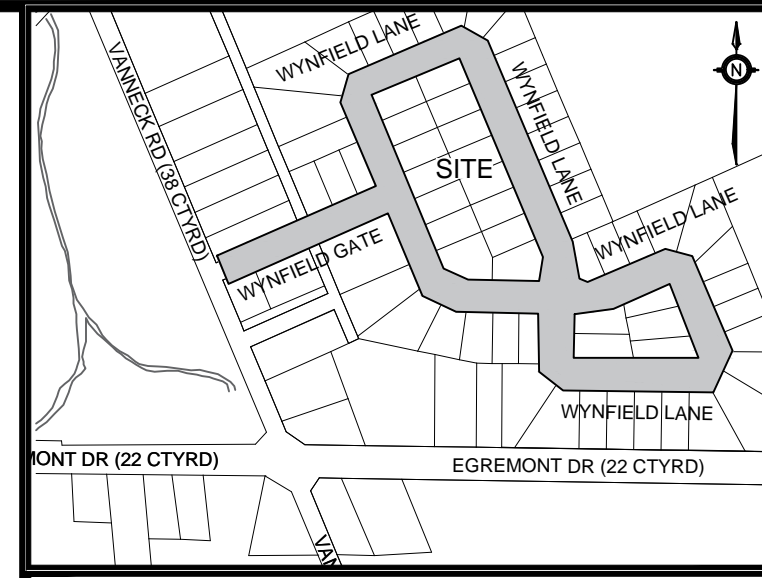 WYNFIELD LANE
N
VANNECK RD (38 CTYRD)
WYNFIELD LANE
SITE
WYNFIELD LANE
WYNFIELD GATE
WYNFIELD LANE
MONT DR (22 CTYRD)
EGREMONT DR (22 CTYRD)
VAN